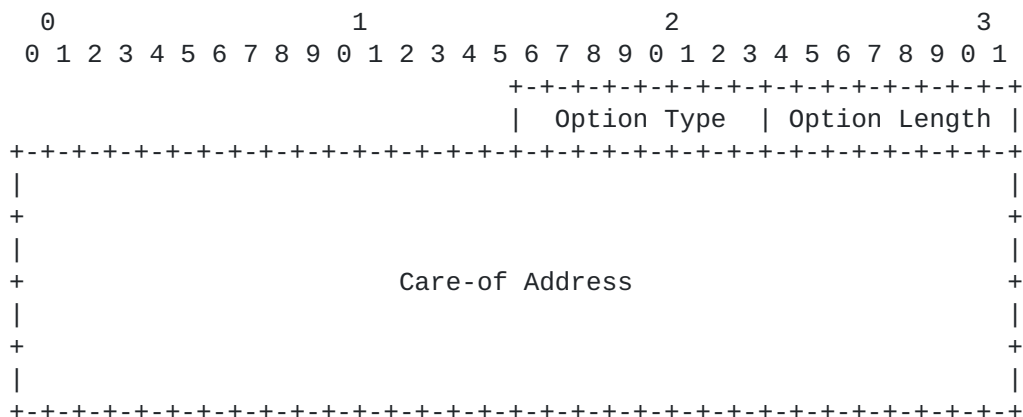 0                   1                   2                   3
 0 1 2 3 4 5 6 7 8 9 0 1 2 3 4 5 6 7 8 9 0 1 2 3 4 5 6 7 8 9 0 1
                                +-+-+-+-+-+-+-+-+-+-+-+-+-+-+-+-+
                                |  Option Type  | Option Length |
+-+-+-+-+-+-+-+-+-+-+-+-+-+-+-+-+-+-+-+-+-+-+-+-+-+-+-+-+-+-+-+-+
|                                                               |
+                                                               +
|                                                               |
+                        Care-of Address                        +
|                                                               |
+                                                               +
|                                                               |
+-+-+-+-+-+-+-+-+-+-+-+-+-+-+-+-+-+-+-+-+-+-+-+-+-+-+-+-+-+-+-+-+